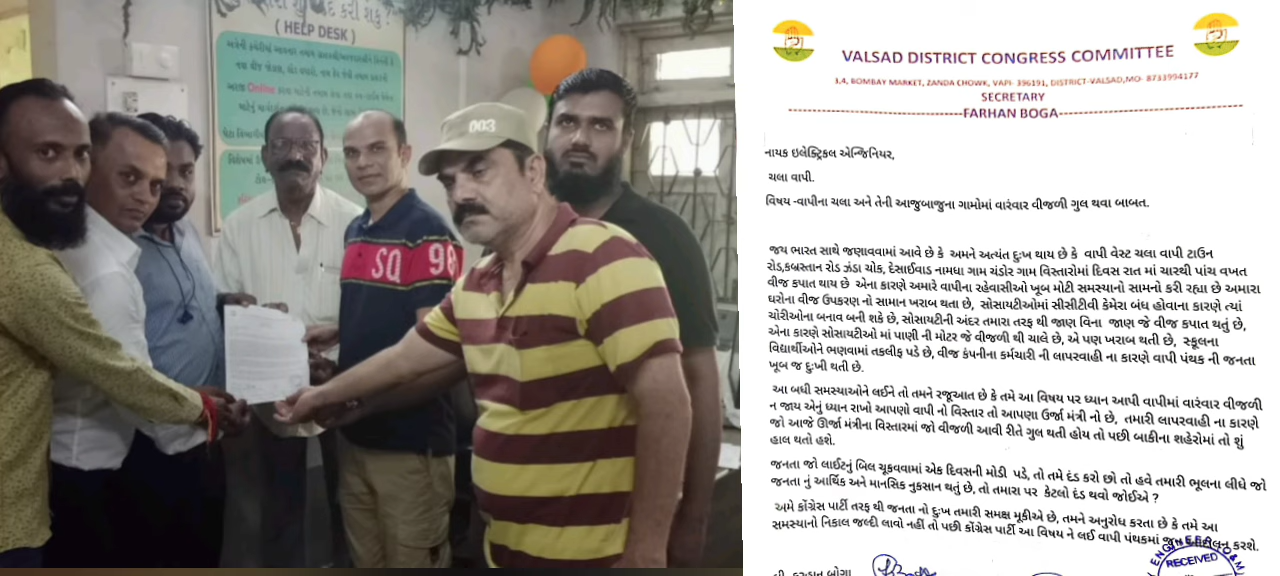 ( HELP DESK )
Online
003
SQ 96
VALSAD DISTRICT CONGRESS COMMITTEE
3,4, BOMBAY MARKET, ZANDA CHOWK, VAPI- 396191, DISTRICT-VALSAD,MO- 8733994177
SECRETARY
FARHAN BOGA
નાયક ઇલેક્ટ્રિકલ એન્જિનિયર,
ચલા વાપી.
વિષય -વાપીના ચલા અને તેની આજુબાજુના ગામોમાં વારંવાર વીજળી ગુલ થવા બાબત.
જય ભારત સાથે જણાવવામાં આવે છે કે અમને અત્યંત દુઃખ થાય છે કે વાપી વેસ્ટ ચલા વાપી ટાઉન
રોડ,કબ્રસ્તાન રોડ ઝંડા ચોક, દેસાઈવાડ નામધા ગામ ચંડોર ગામ વિસ્તારોમાં દિવસ રાત માં ચારથી પાંચ વખત
વીજ કપાત થાય છે એના કારણે અમારે વાપીના રહેવાસીઓ ખૂબ મોટી સમસ્યાનો સામનો કરી રહ્યા છે અમારા
ઘરોના વીજ ઉપકરણ નો સામાન ખરાબ થતા છે, સોસાયટીઓમાં સીસીટીવી કેમેરા બંધ હોવાના કારણે ત્યાં
ચોરીઓના બનાવ બની શકે છે, સોસાયટીની અંદર તમારા તરફ થી જાણ વિના જાણ જે વીજ કપાત થતું છે,
એના કારણે સોસાયટીઓ માં પાણી ની મોટર જે વીજળી થી ચાલે છે, એ પણ ખરાબ થતી છે, સ્કૂલના
વિદ્યાર્થીઓને ભણવામાં તકલીફ પડે છે, વીજ કંપનીના કર્મચારી ની લાપરવાહી ના કારણે વાપી પંથક ની જનતા
ખૂબ જ દુઃખી થતી છે.
આ બધી સમસ્યાઓને લઈને તો તમને રજૂઆત છે કે તમે આ વિષય પર ધ્યાન આપી વાપીમાં વારંવાર વીજળી
ન જાય એનું ધ્યાન રાખો આપણો વાપી નો વિસ્તાર તો આપણા ઉર્જા મંત્રી નો છે, તમારી લાપરવાહી ના કારણે
જો આજે ઊર્જા મંત્રીના વિસ્તારમાં જો વીજળી આવી રીતે ગુલ થતી હોય તો પછી બાકીના શહેરોમાં તો શું
હાલ થતો હશે.
જનતા જો લાઈટનું બિલ ચૂકવવામાં એક દિવસની મોડી પડે, તો તમે દંડ કરો છો તો હવે તમારી ભૂલના લીધે જો
જનતા નું આર્થિક અને માનસિક નુકસાન થતું છે, તો તમારા પર કેટલો દંડ થવો જોઈએ ?
અમે કોંગ્રેસ પાર્ટી તરફ થી જનતા નો દુઃખ તમારી સમક્ષ મૂકીએ છે, તમને અનુરોધ કરતા છે કે તમે આ
સમસ્યાનો નિકાલ જલ્દી લાવો નહીં તો પછી કોંગ્રેસ પાર્ટી આ વિષય ને લઈ વાપી પંથકમાં જન આંદોલન કરશે.
RECEIVED